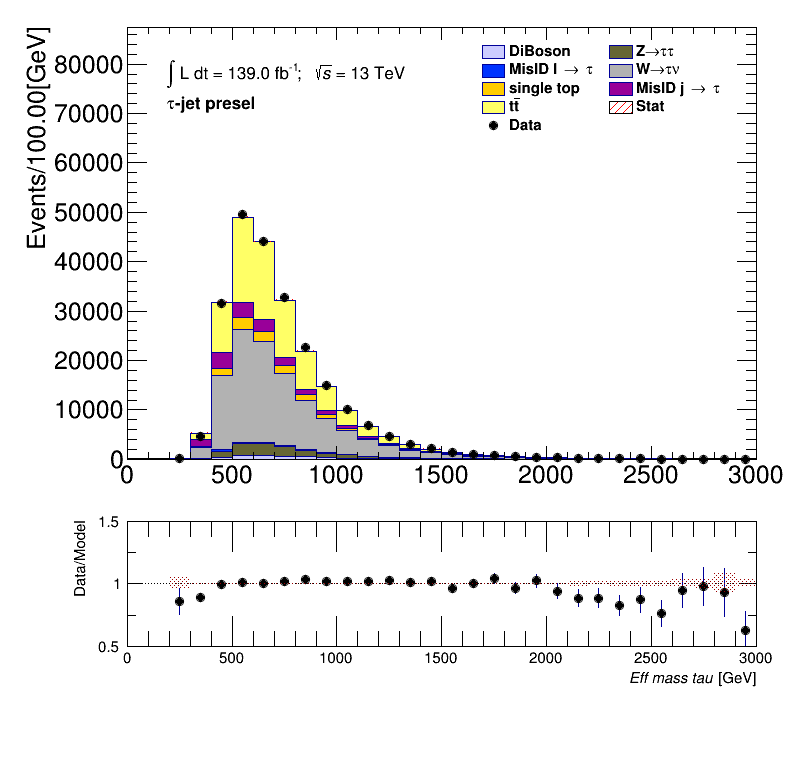 Events/100.00[GeV]
80000
70000
60000
50000
40000
30000
20000
10000
0
∫ L dt = 139.0 fb⁻¹; √s = 13 TeV
τ-jet presel
DiBoson
MisID l → τ
single top
tt̄
Data
Z→ττ
W→τν
MisID j → τ
Stat
0 500 1000 1500 2000 2500 3000
Data/Model
1.5
1
0.5
0 500 1000 1500 2000 2500 3000
Eff mass tau [GeV]